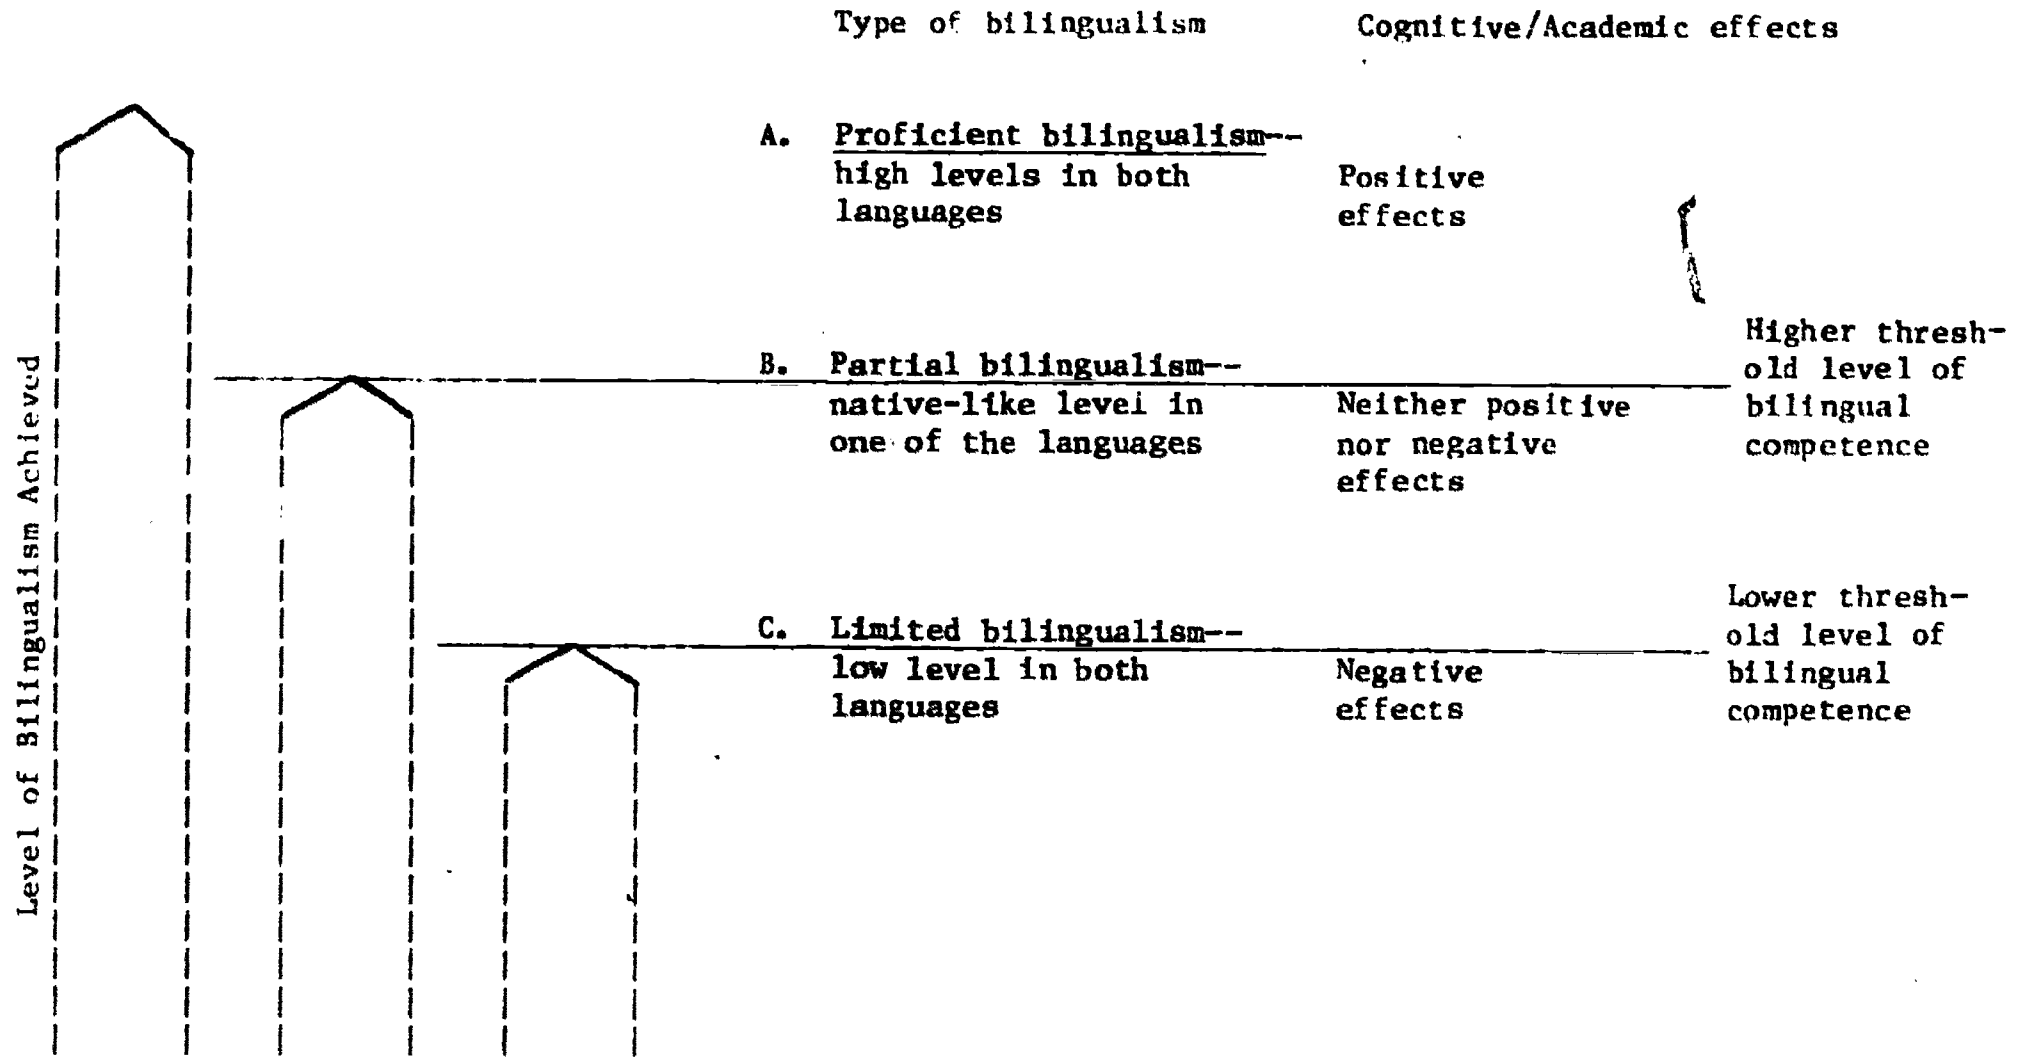 Type of bilingualism
Cognitive/Academic effects
A. Proficient bilingualism--
high levels in both
languages
Positive
effects
B. Partial bilingualism--
native-like level in
one of the languages
Neither positive
nor negative
effects
Higher thresh-
old level of
bilingual
competence
C. Limited bilingualism--
low level in both
languages
Negative
effects
Lower thresh-
old level of
bilingual
competence
Level of Bilingualism Achieved